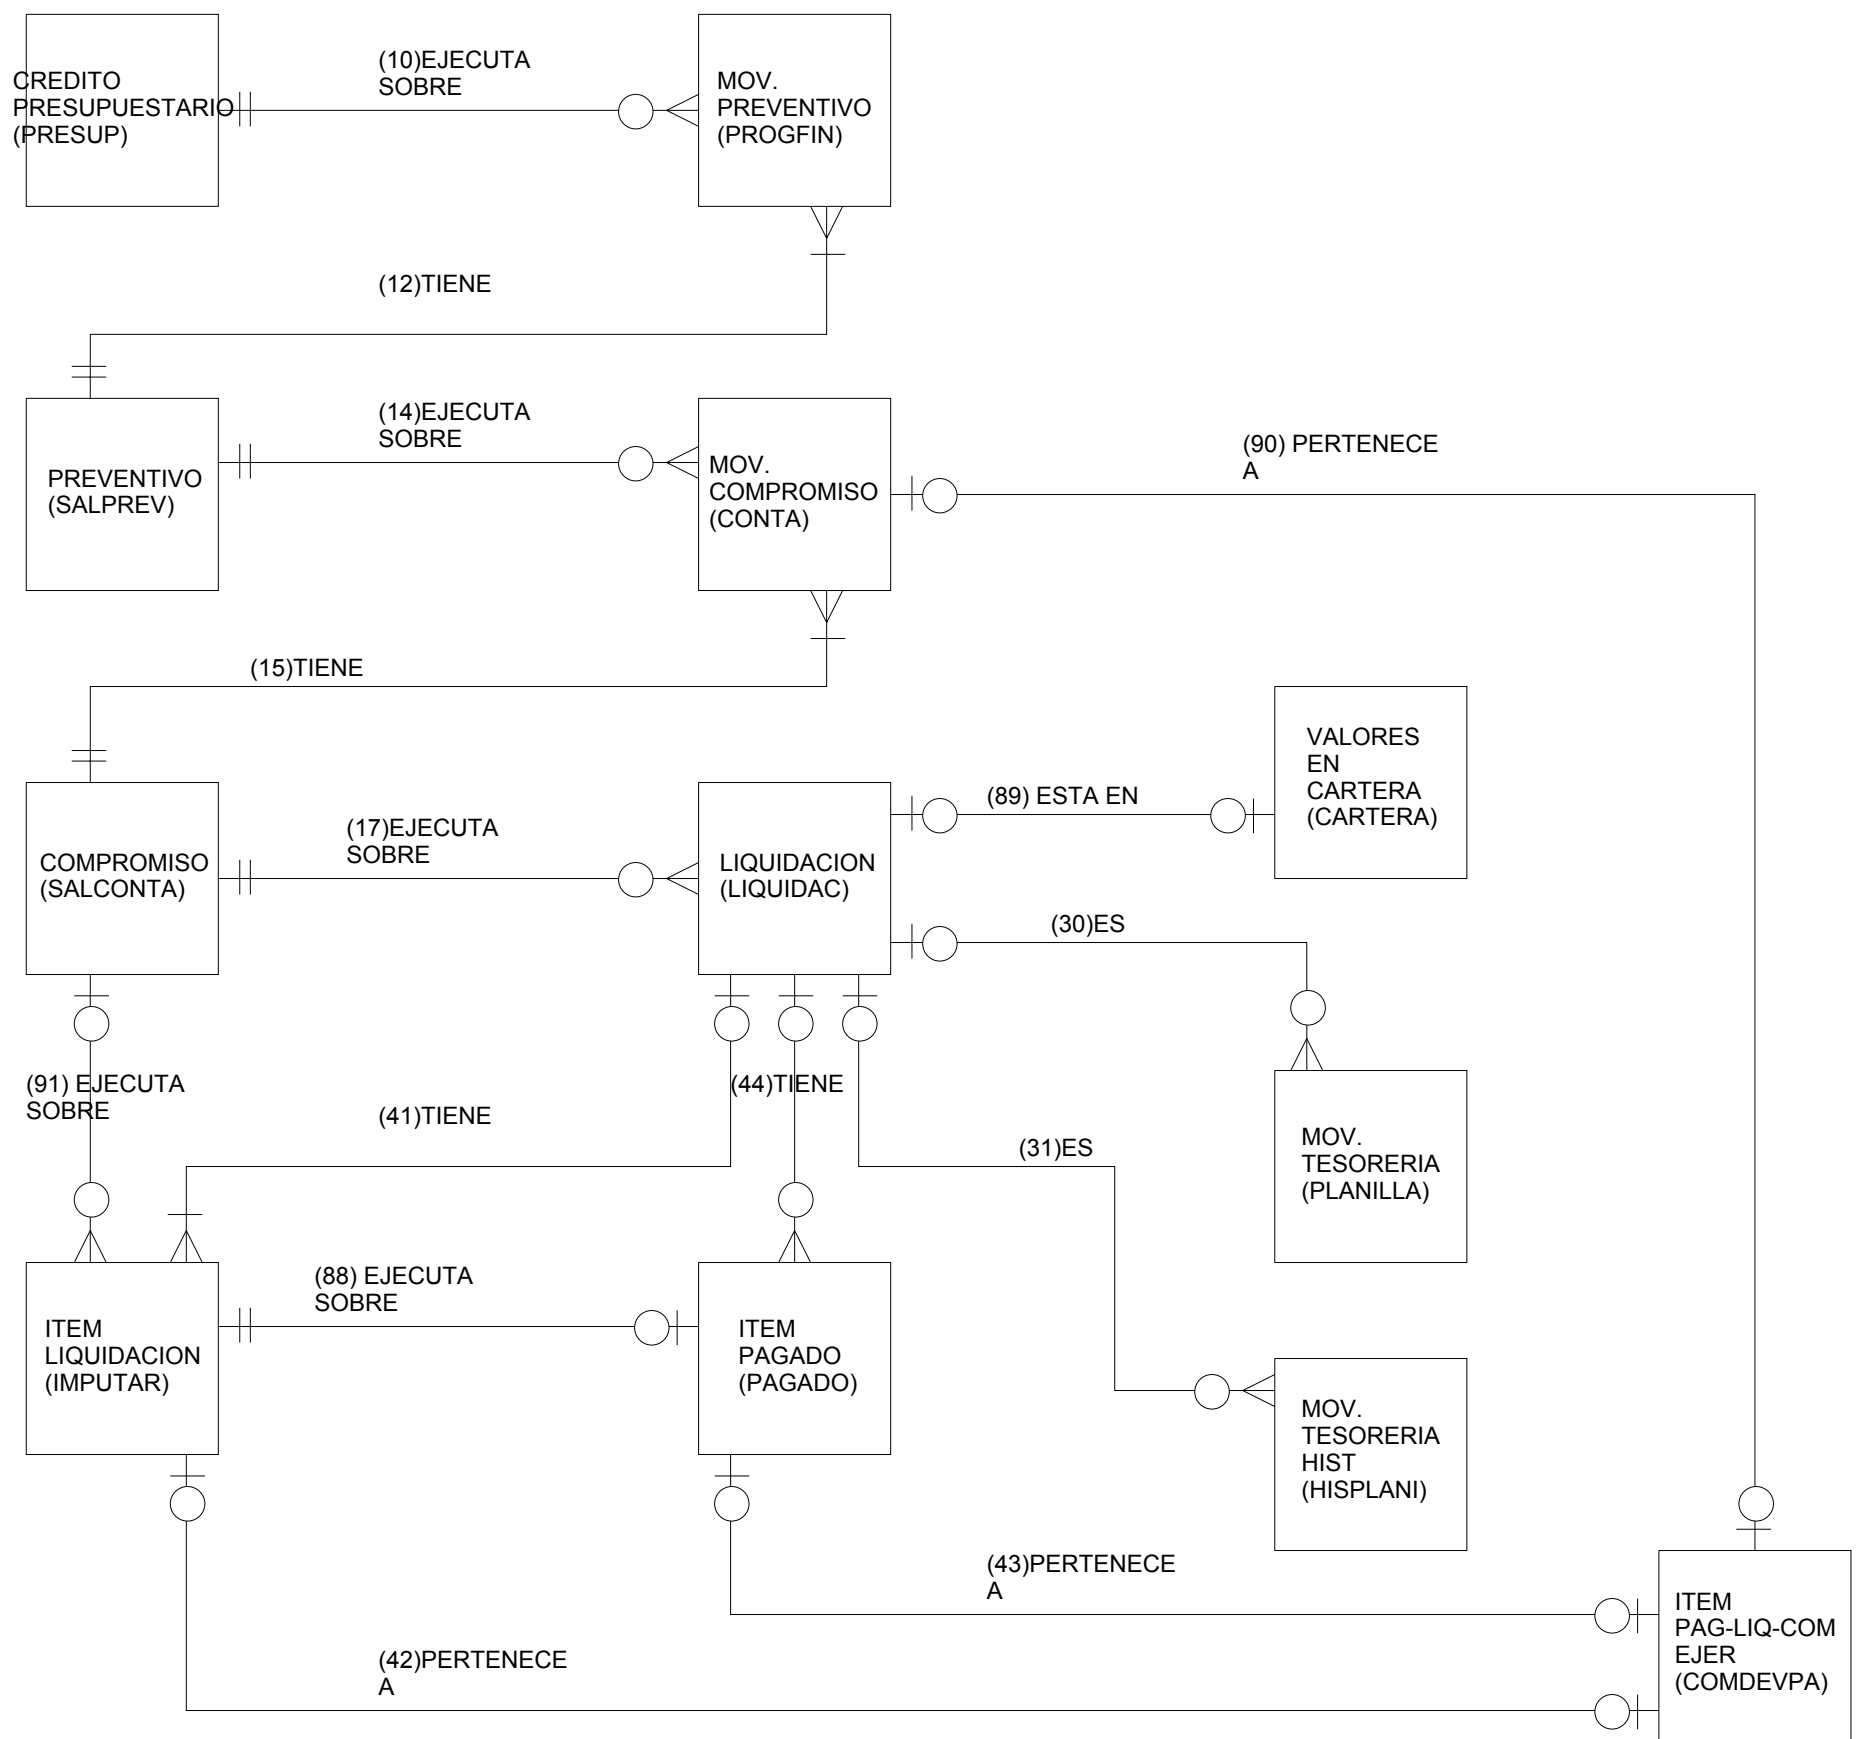 (10)EJECUTA
SOBRE
CREDITO
PRESUPUESTARIO
(PRESUP)
MOV.
PREVENTIVO
(PROGFIN)
(12)TIENE
(14)EJECUTA
SOBRE
PREVENTIVO
(SALPREV)
MOV.
COMPROMISO
(CONTA)
(90) PERTENECE
A
(15)TIENE
VALORES
EN
CARTERA
(CARTERA)
(89) ESTA EN
(17)EJECUTA
SOBRE
COMPROMISO
(SALCONTA)
LIQUIDACION
(LIQUIDAC)
(30)ES
(91) EJECUTA
SOBRE
(41)TIENE
(44)TIENE
(31)ES
MOV.
TESORERIA
(PLANILLA)
(88) EJECUTA
SOBRE
ITEM
LIQUIDACION
(IMPUTAR)
ITEM
PAGADO
(PAGADO)
MOV.
TESORERIA
HIST
(HISPLANI)
(43)PERTENECE
A
(42)PERTENECE
A
ITEM
PAG-LIQ-COM
EJER
(COMDEVPA)